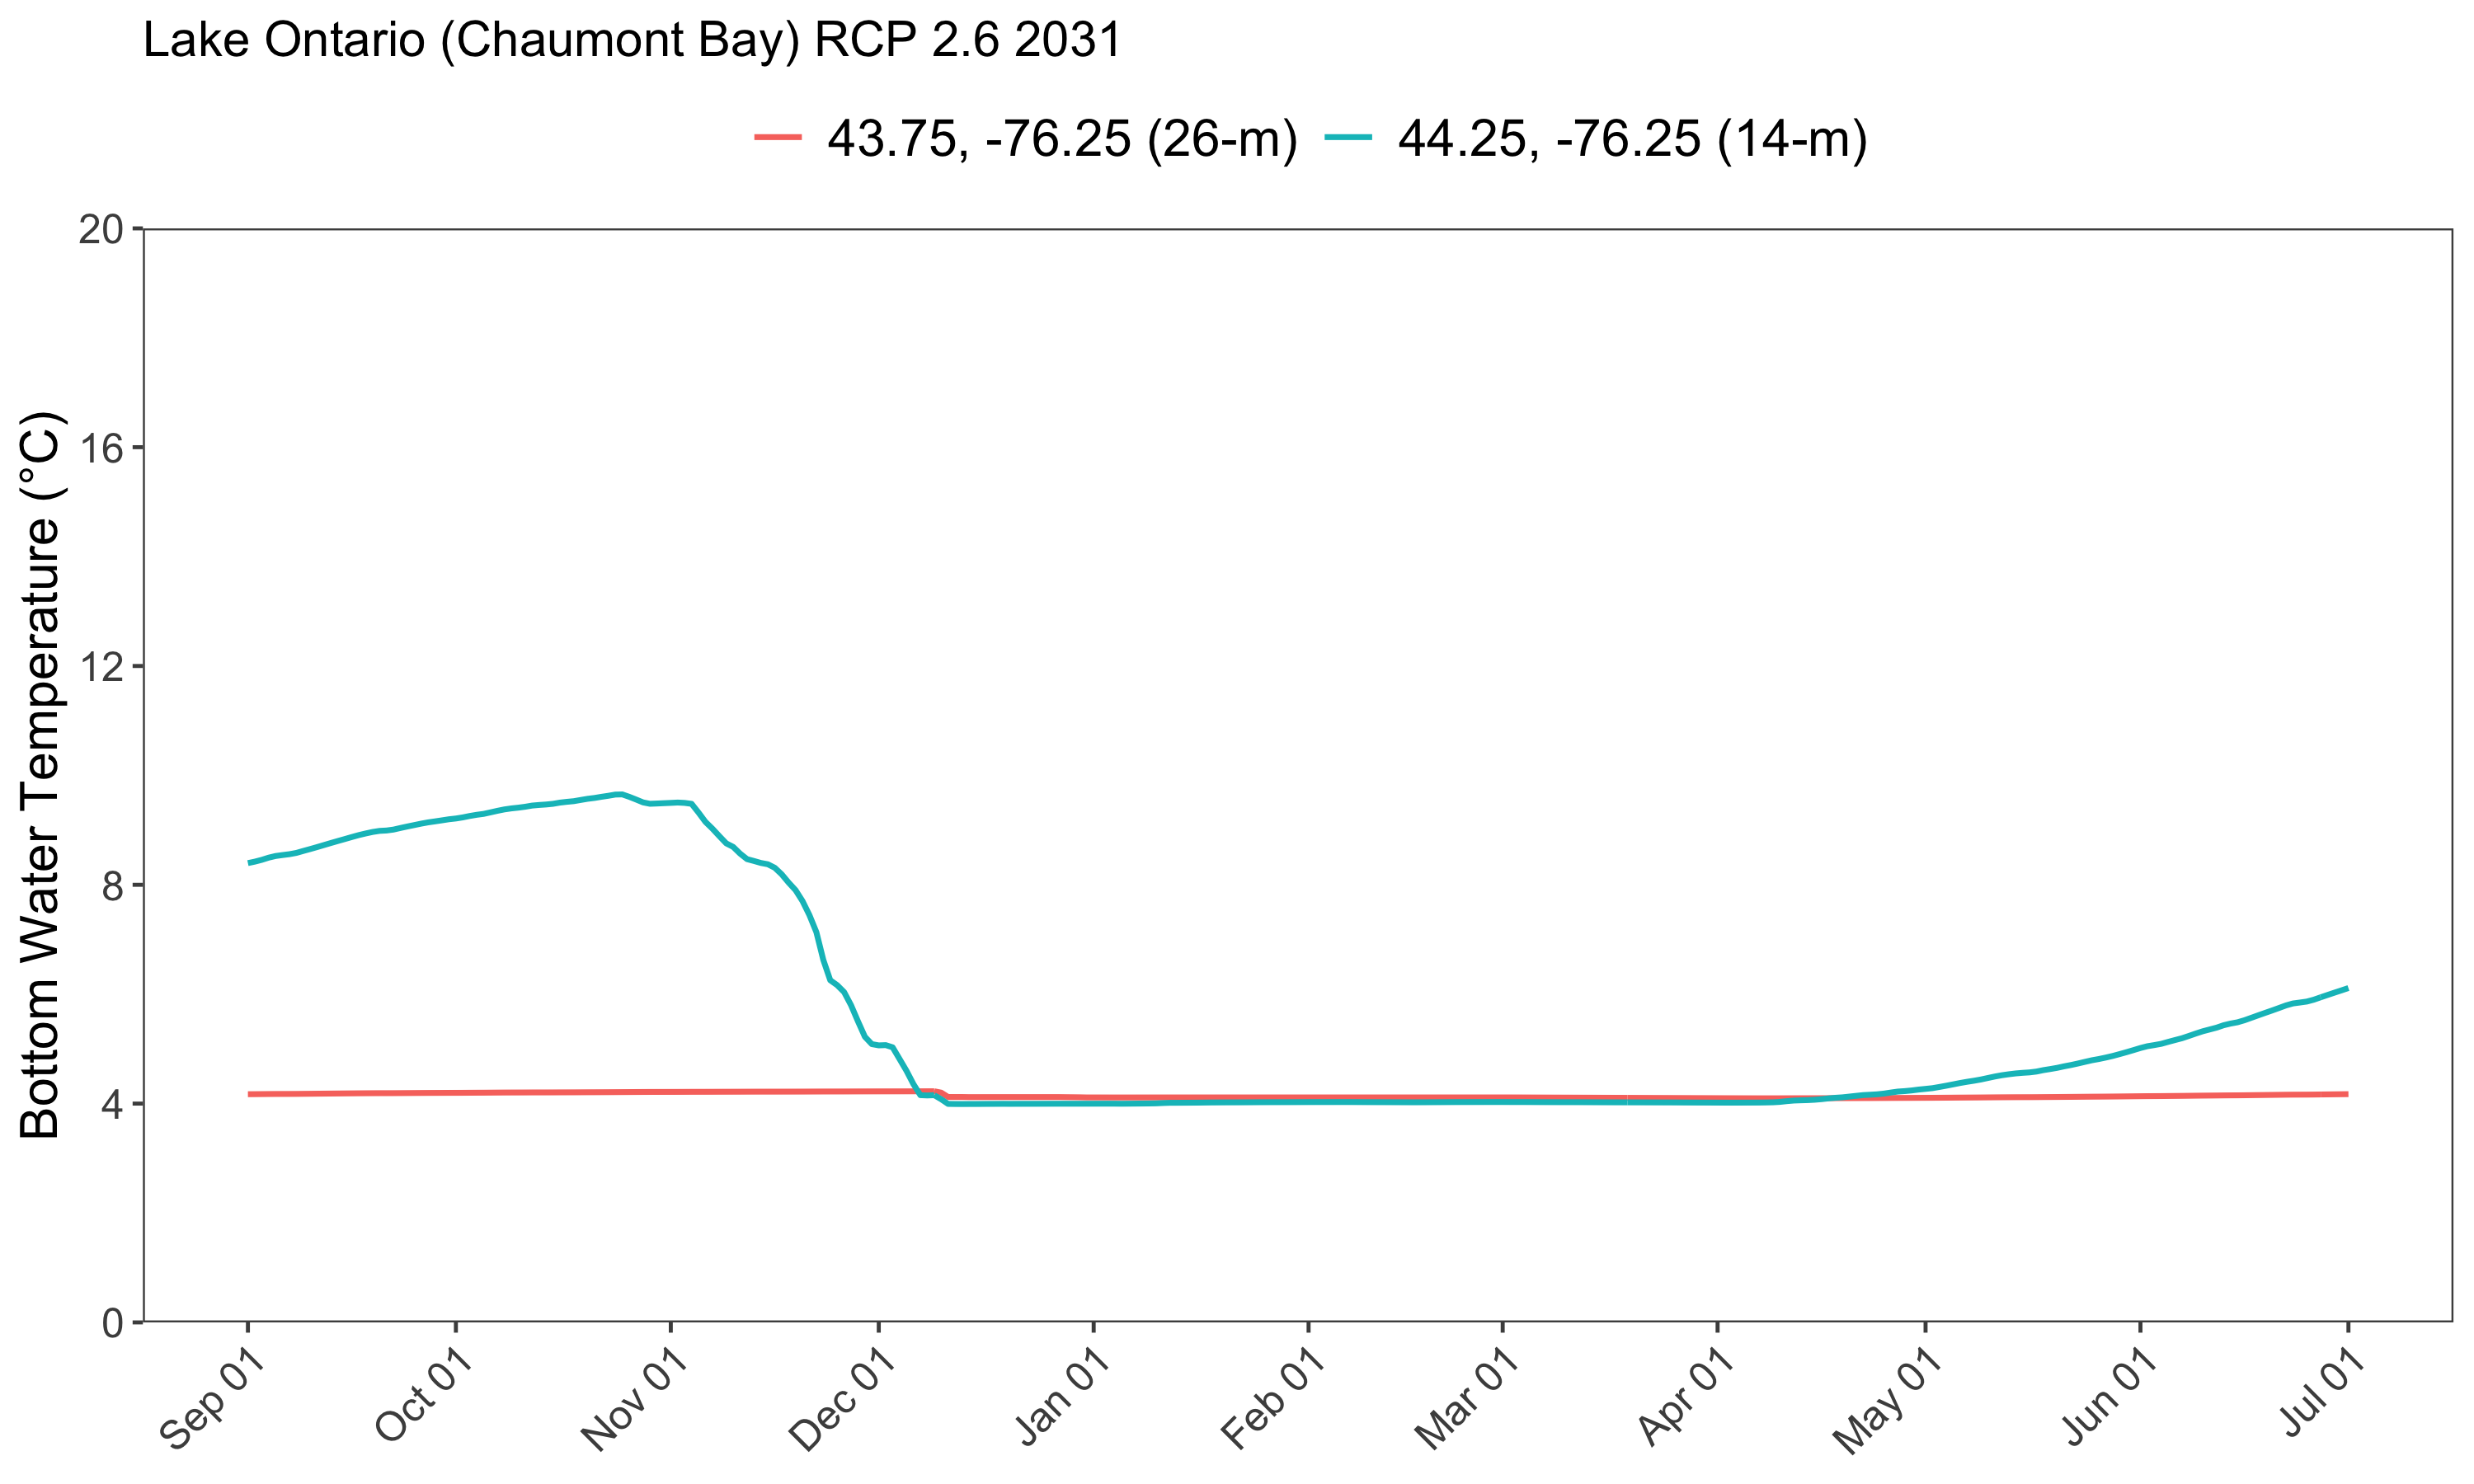 Lake Ontario (Chaumont Bay) RCP 2.6 2031
43.75, -76.25 (26-m) 44.25, -76.25 (14-m)
Bottom Water Temperature (°C)
20
16
12
8
4
0
Sep 01 Oct 01 Nov 01 Dec 01 Jan 01 Feb 01 Mar 01 Apr 01 May 01 Jun 01 Jul 01